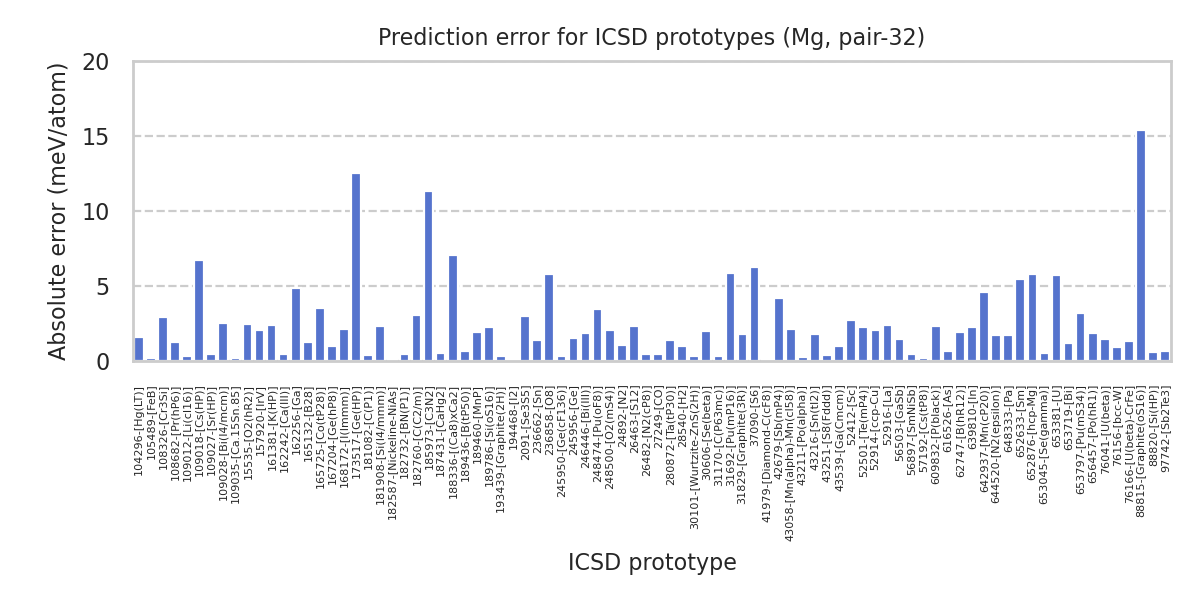 Prediction error for ICSD prototypes (Mg, pair-32)
Absolute error (meV/atom)
20
15
10
5
0
104296-[Hg(LT)]
105489-[FeB]
108326-[Cr3Si]
108682-[Pr(hP6)]
109012-[Li(cI16)]
109018-[Cs(HP)]
109027-[Sr(HP)]
109028-[Bi(I4/mcm)]
109035-[Ca.15Sn.85]
15535-[O2(hR2)]
157920-[IrV]
161381-[K(HP)]
162242-[Ca(III)]
162256-[Ga]
165132-[B28]
165725-[Co(tP28)]
167204-[Ge(hP8)]
168172-[I(Immm)]
173517-[Ge(HP)]
181082-[C(P1)]
181908-[Si(I4/mmm)]
182587-[Nickeline-NiAs]
182732-[BN(P1)]
182760-[C(C2/m)]
185973-[C3N2]
187431-[CaHg2]
188336-[(Ca8)xCa2]
189436-[B(tP50)]
189460-[MnP]
189786-[Si(oS16)]
193439-[Graphite(2H)]
194468-[I2]
2091-[Se3S5]
236662-[Sn]
236858-[O8]
245950-[Ge(cF136)]
245956-[Ge]
246446-[Bi(III)]
248474-[Pu(oF8)]
248500-[O2(mS4)]
24892-[N2]
26463-[S12]
26482-[N2(cP8)]
27249-[CO]
280872-[Ta(tP30)]
28540-[H2]
30101-[Wurtzite-ZnS(2H)]
30606-[Se(beta)]
31170-[C(P63mc)]
31692-[Pu(mP16)]
31829-[Graphite(3R)]
37090-[S6]
41979-[Diamond-C(cF8)]
42679-[Sb(mP4)]
43058-[Mn(alpha)-Mn(cI58)]
43211-[Po(alpha)]
43216-[Sn(tI2)]
43251-[S8(Fddd)]
43539-[Ga(Cmcm)]
52412-[Sc]
52501-[Te(mP4)]
52914-[ccp-Cu]
52916-[La]
56503-[GaSb]
56897-[SmNiSb]
57192-[Cs(tP8)]
609832-[P(black)]
616526-[As]
62747-[B(hR12)]
639810-[In]
642937-[Mn(cP20)]
644520-[N2(epsilon)]
648333-[Pa]
652633-[Sm]
652876-[hcp-Mg]
653045-[Se(gamma)]
653381-[U]
653719-[Bi]
653797-[Pu(mS34)]
656457-[Po(hR1)]
76041-[U(beta)]
76156-[bcc-W]
76166-[U(beta)-CrFe]
88815-[Graphite(oS16)]
88820-[Si(HP)]
97742-[Sb2Te3]
ICSD prototype